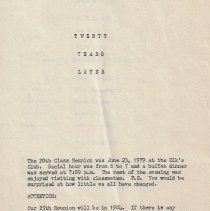 TWENTY
YEARS
LATER
The 20th Class Reunion was June 23, 1979 at the Elk's
Club. Social hour was from 6 to 7 and a buffet dinner
was served at 7:00 p.m. The rest of the evening was
enjoyed visiting with classmates. P.S. You would be
surprised at how little we all have changed.
ATTENTION:
Our 25th Reunion will be in 1984. If there is any